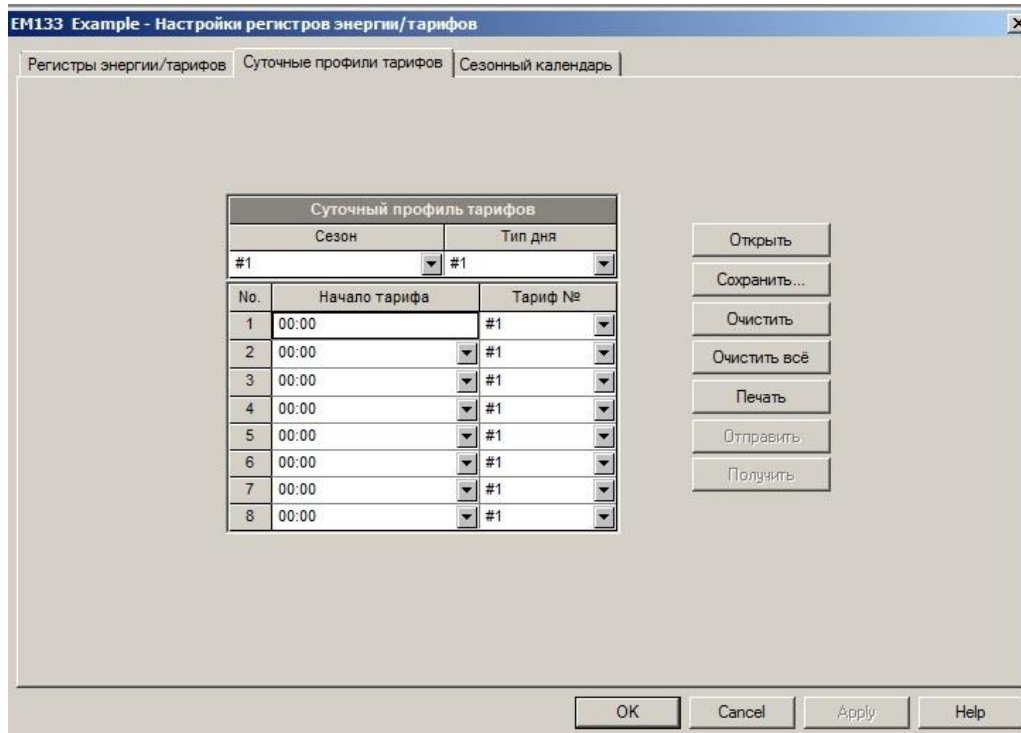 EM133 Example - Настройки регистров энергии/тарифов
Регистры энергии/тарифов Суточные профили тарифов Сезонный календарь
Суточный профиль тарифов
Сезон Тип дня
#1 #1
No. Начало тарифа Тариф №
1 00:00 #1
2 00:00 #1
3 00:00 #1
4 00:00 #1
5 00:00 #1
6 00:00 #1
7 00:00 #1
8 00:00 #1
Открыть
Сохранить...
Очистить
Очистить всё
Печать
Отправить
Получить
OK Cancel Apply Help